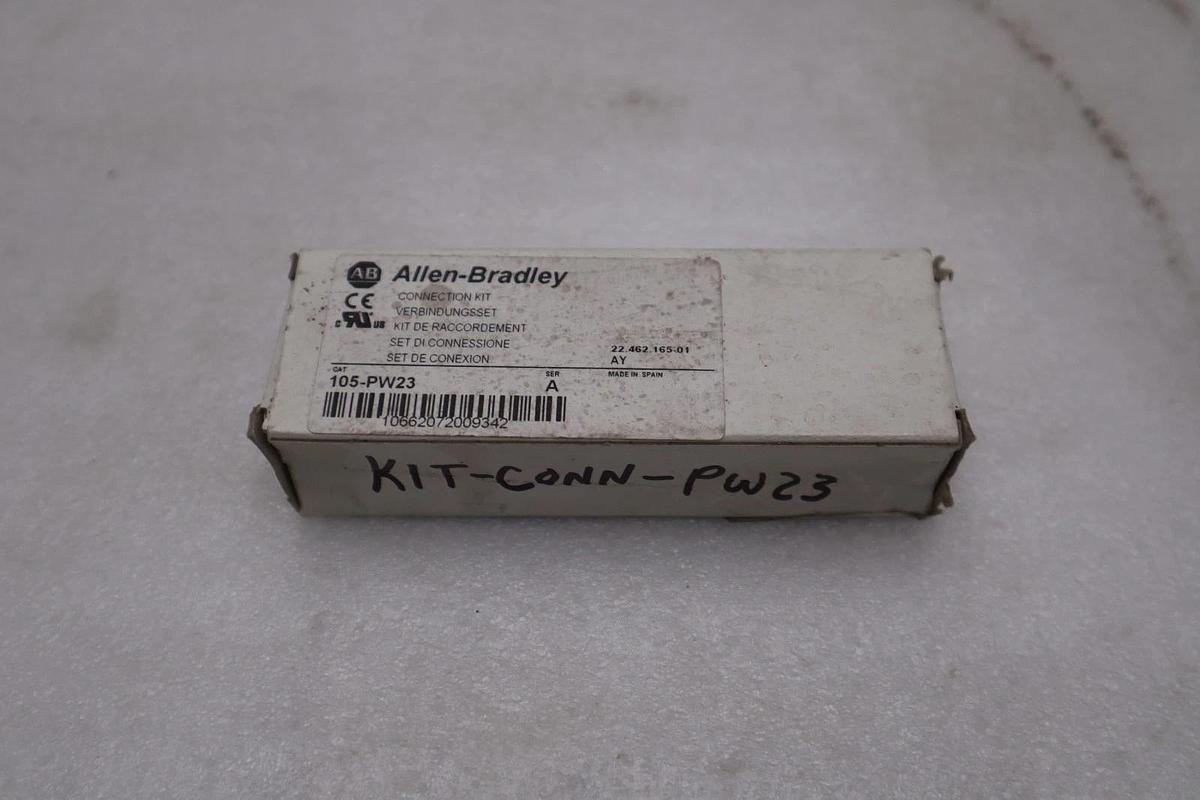 AB Allen-Bradley
CE
CONNECTION KIT
VERBINDUNGSSET
c RU US
KIT DE RACCORDEMENT
SET DI CONNESSIONE
SET DE CONEXION
22.462.165-01
AY
CAT
105-PW23
SER
A
MADE IN SPAIN
10662072009342
KIT-CONN-PW23